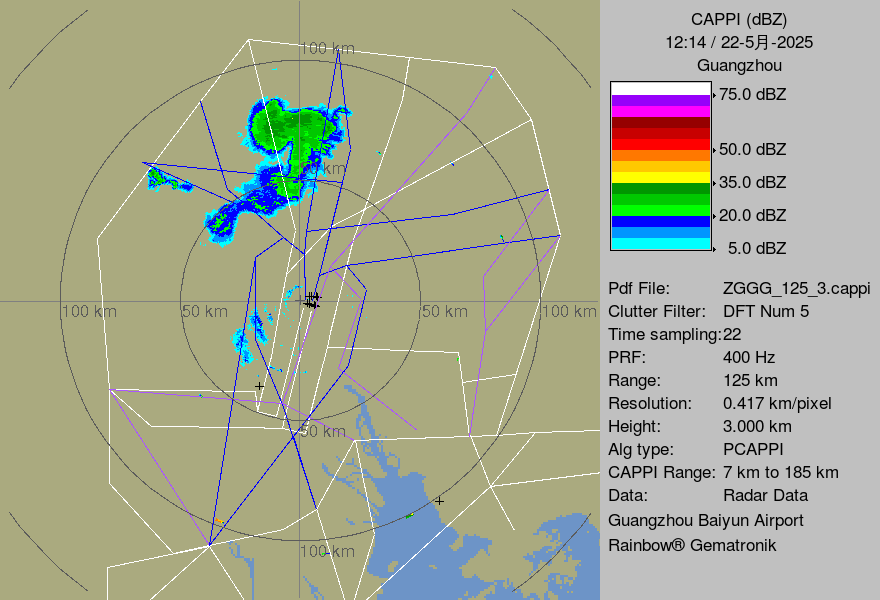 CAPPI (dBZ)
12:14 / 22-5月-2025
Guangzhou
75.0 dBZ
50.0 dBZ
35.0 dBZ
20.0 dBZ
5.0 dBZ
Pdf File: ZGGG_125_3.cappi
Clutter Filter: DFT Num 5
Time sampling:22
PRF: 400 Hz
Range: 125 km
Resolution: 0.417 km/pixel
Height: 3.000 km
Alg type: PCAPPI
CAPPI Range: 7 km to 185 km
Data: Radar Data
Guangzhou Baiyun Airport
Rainbow® Gematronik
100 km
50 km
100 km
50 km
50 km
100 km
50 km
100 km